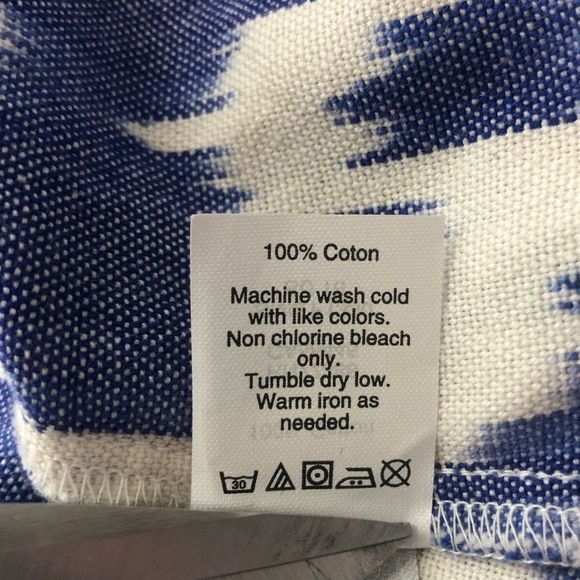 100% Coton
Machine wash cold
with like colors.
Non chlorine bleach
only.
Tumble dry low.
Warm iron as
needed.
30